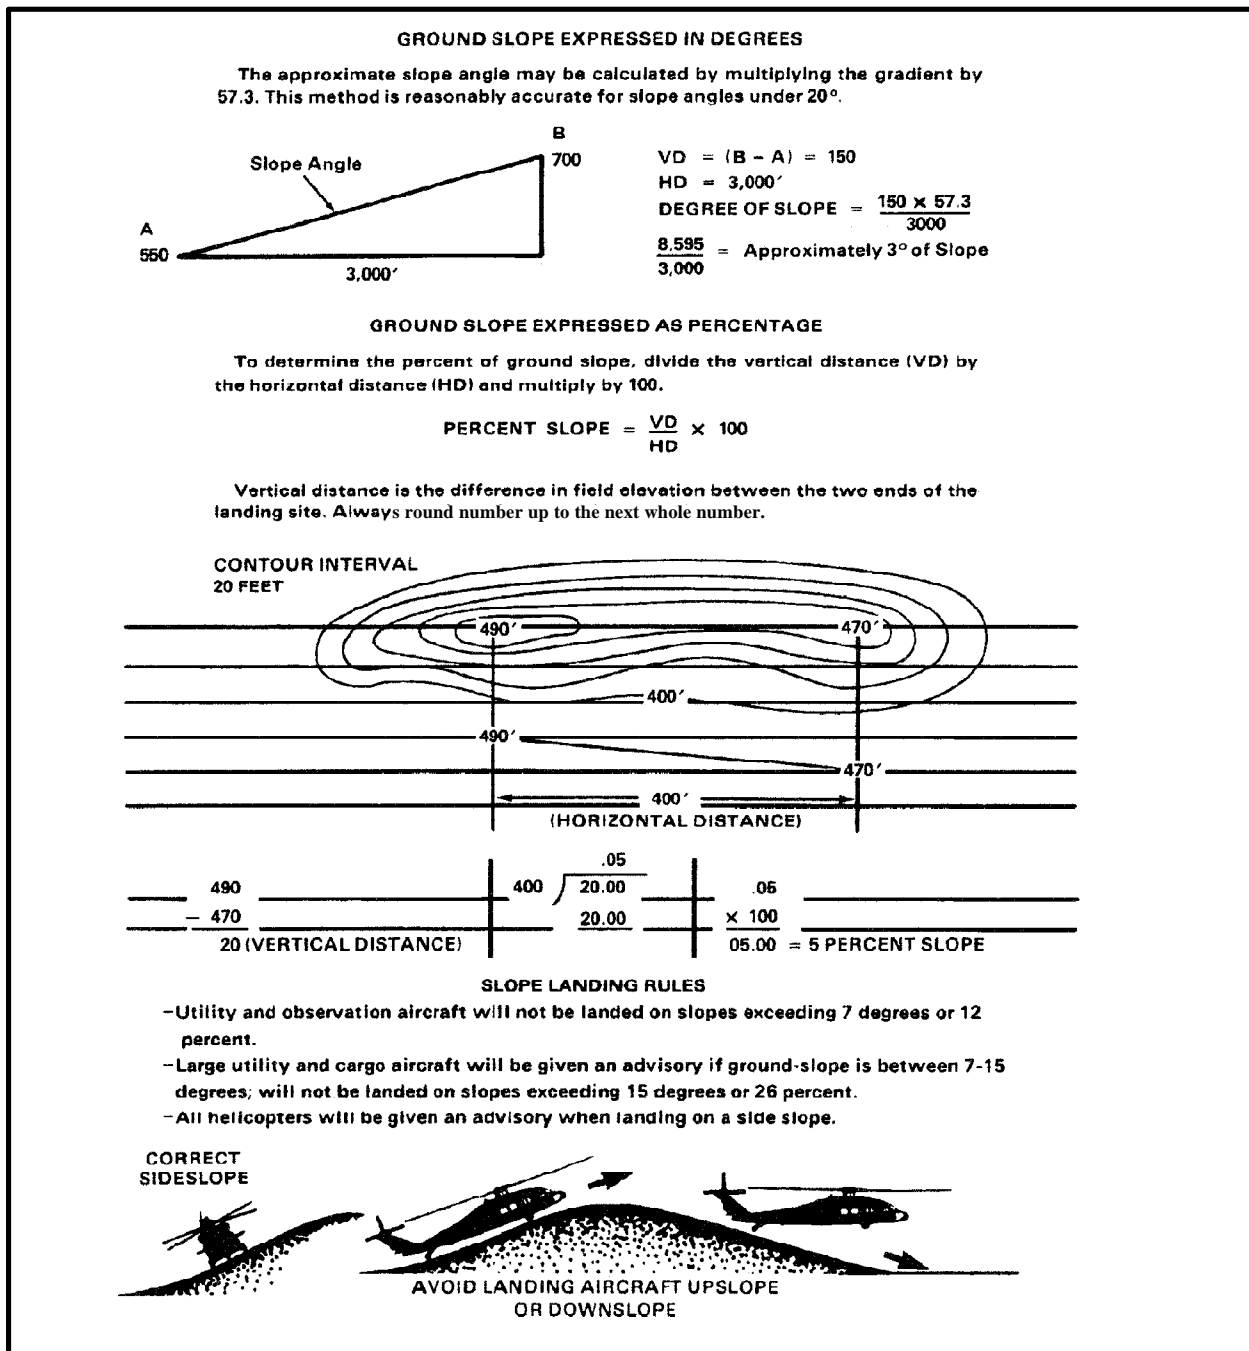 GROUND SLOPE EXPRESSED IN DEGREES
The approximate slope angle may be calculated by multiplying the gradient by
57.3. This method is reasonably accurate for slope angles under 20°.
B
700
Slope Angle
A
550
3,000′
VD = (B - A) = 150
HD = 3,000′
DEGREE OF SLOPE = 150 × 57.3
3000
8.595 = Approximately 3° of Slope
3,000
GROUND SLOPE EXPRESSED AS PERCENTAGE
To determine the percent of ground slope, divide the vertical distance (VD) by
the horizontal distance (HD) and multiply by 100.
PERCENT SLOPE = VD × 100
HD
Vertical distance is the difference in field elevation between the two ends of the
landing site. Always round number up to the next whole number.
CONTOUR INTERVAL
20 FEET
490′ 470′
400′
490′
470′
400′
(HORIZONTAL DISTANCE)
490
- 470
20 (VERTICAL DISTANCE)
.05
400 20.00
20.00
.05
× 100
05.00 = 5 PERCENT SLOPE
SLOPE LANDING RULES
-Utility and observation aircraft will not be landed on slopes exceeding 7 degrees or 12
percent.
-Large utility and cargo aircraft will be given an advisory if ground-slope is between 7-15
degrees; will not be landed on slopes exceeding 15 degrees or 26 percent.
-All helicopters will be given an advisory when landing on a side slope.
CORRECT
SIDESLOPE
AVOID LANDING AIRCRAFT UPSLOPE
OR DOWNSLOPE